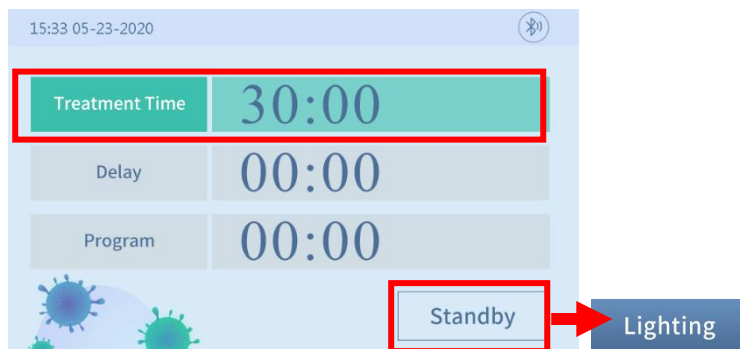 15:33 05-23-2020
Treatment Time 30:00
Delay 00:00
Program 00:00
Standby Lighting